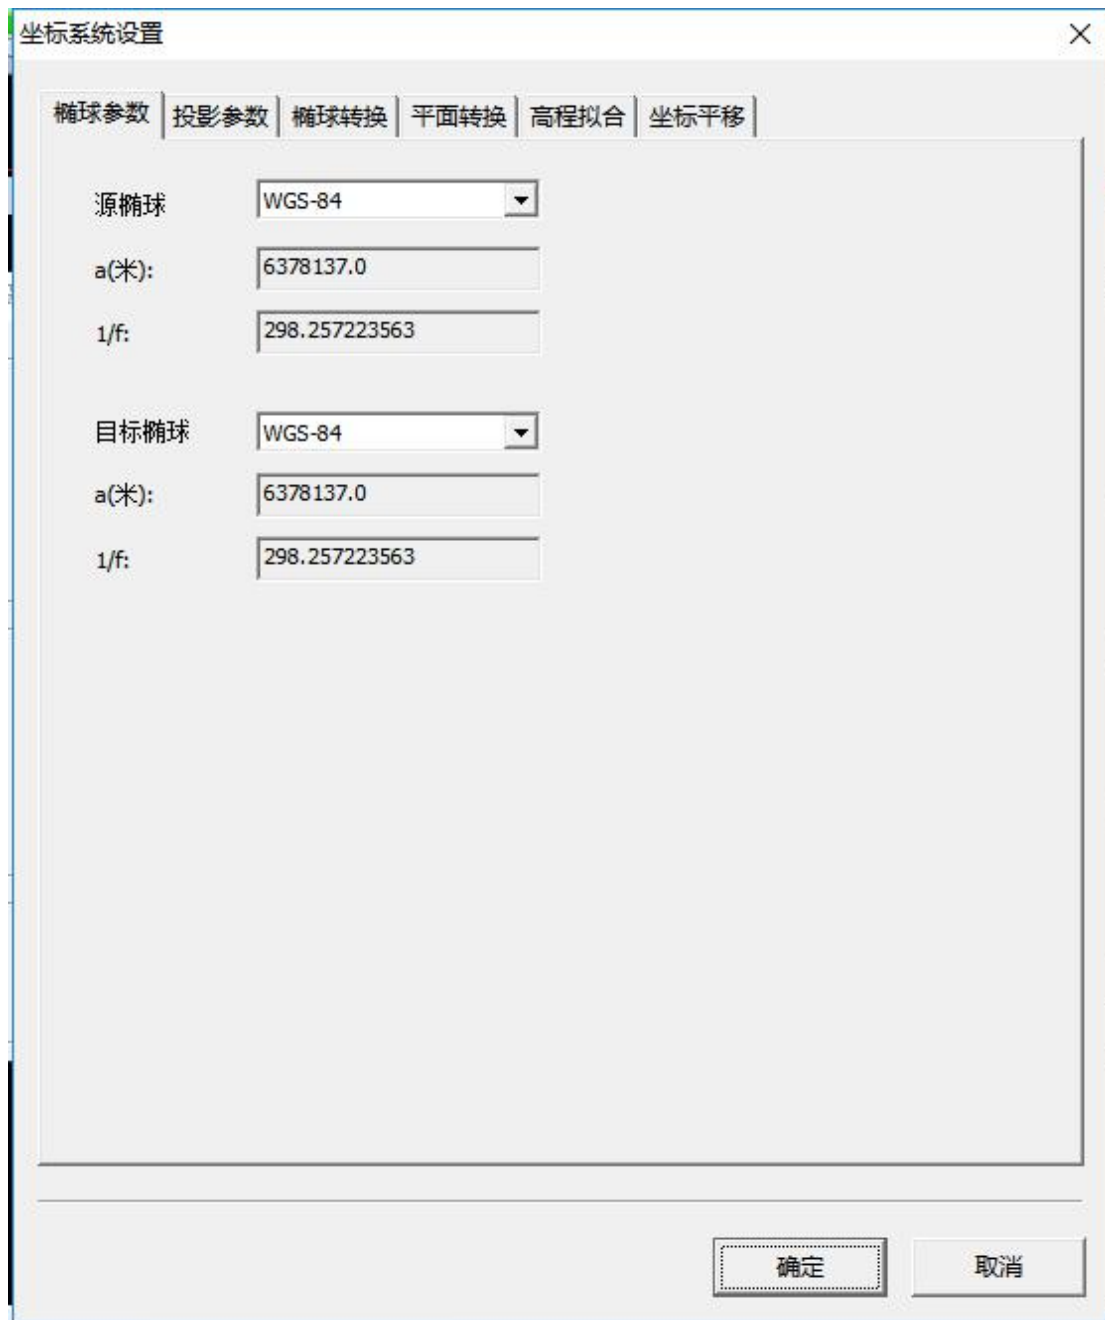 坐标系统设置
椭球参数 投影参数 椭球转换 平面转换 高程拟合 坐标平移
源椭球 WGS-84
a(米): 6378137.0
1/f: 298.257223563
目标椭球 WGS-84
a(米): 6378137.0
1/f: 298.257223563
确定 取消